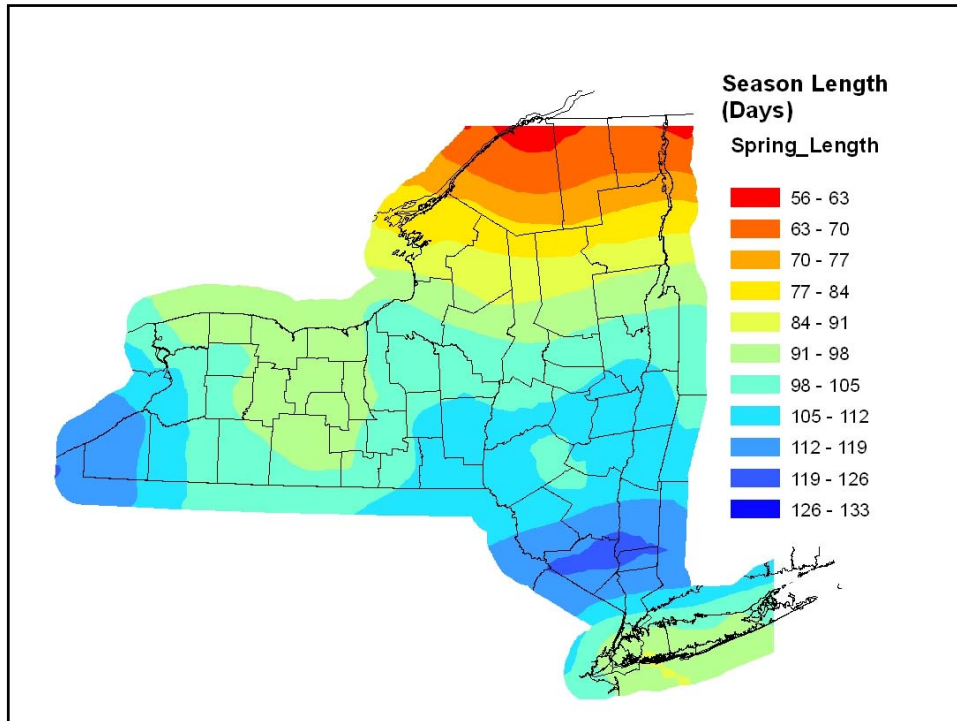 Season Length
(Days)
Spring_Length
56 - 63
63 - 70
70 - 77
77 - 84
84 - 91
91 - 98
98 - 105
105 - 112
112 - 119
119 - 126
126 - 133